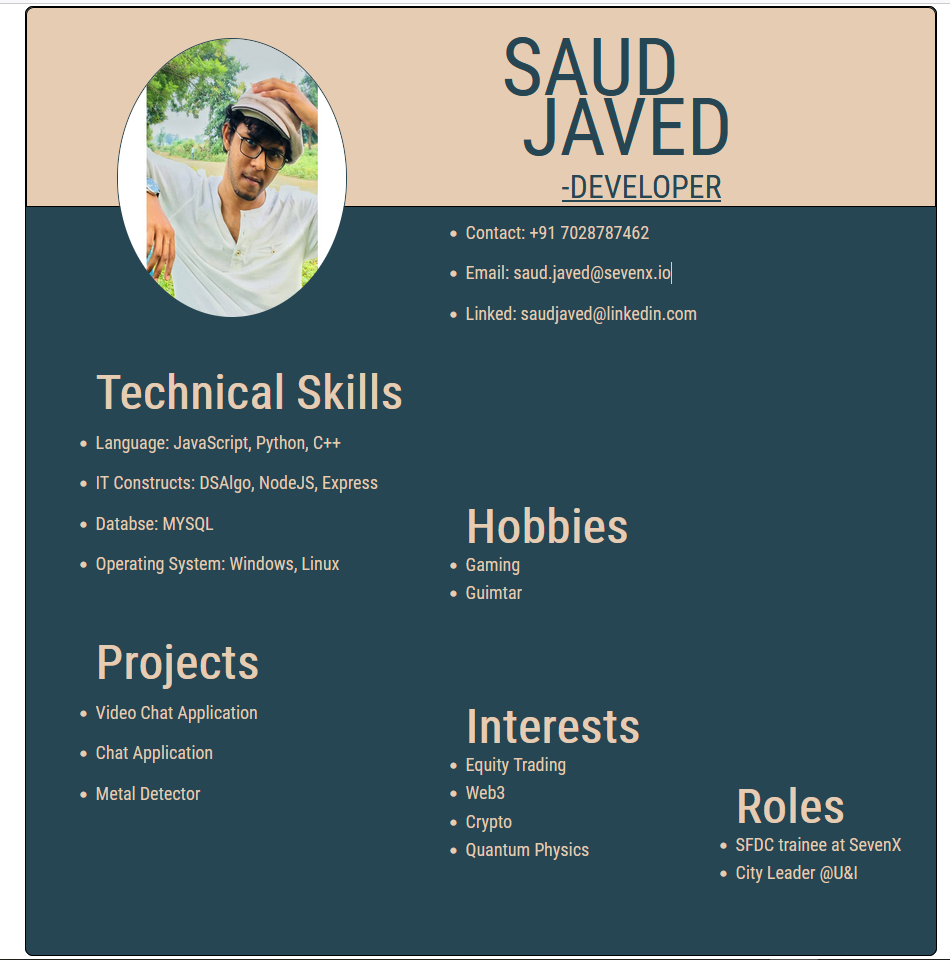 SAUD
JAVED
-DEVELOPER
Contact: +91 7028787462
Email: saud.javed@sevenx.io
Linked: saudjaved@linkedin.com
Technical Skills
Language: JavaScript, Python, C++
IT Constructs: DSAlgo, NodeJS, Express
Databse: MYSQL
Operating System: Windows, Linux
Hobbies
Gaming
Guimtar
Projects
Video Chat Application
Chat Application
Metal Detector
Interests
Equity Trading
Web3
Crypto
Quantum Physics
Roles
SFDC trainee at SevenX
City Leader @U&I